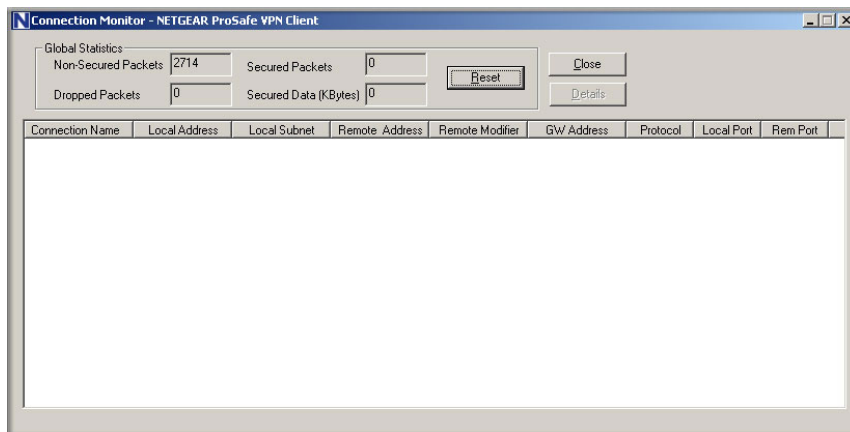 Connection Monitor - NETGEAR ProSafe VPN Client
Global Statistics
Non-Secured Packets 2714 Secured Packets 0
Reset
Close
Dropped Packets 0 Secured Data (KBytes) 0
Details
Connection Name Local Address Local Subnet Remote Address Remote Modifier GW Address Protocol Local Port Rem Port